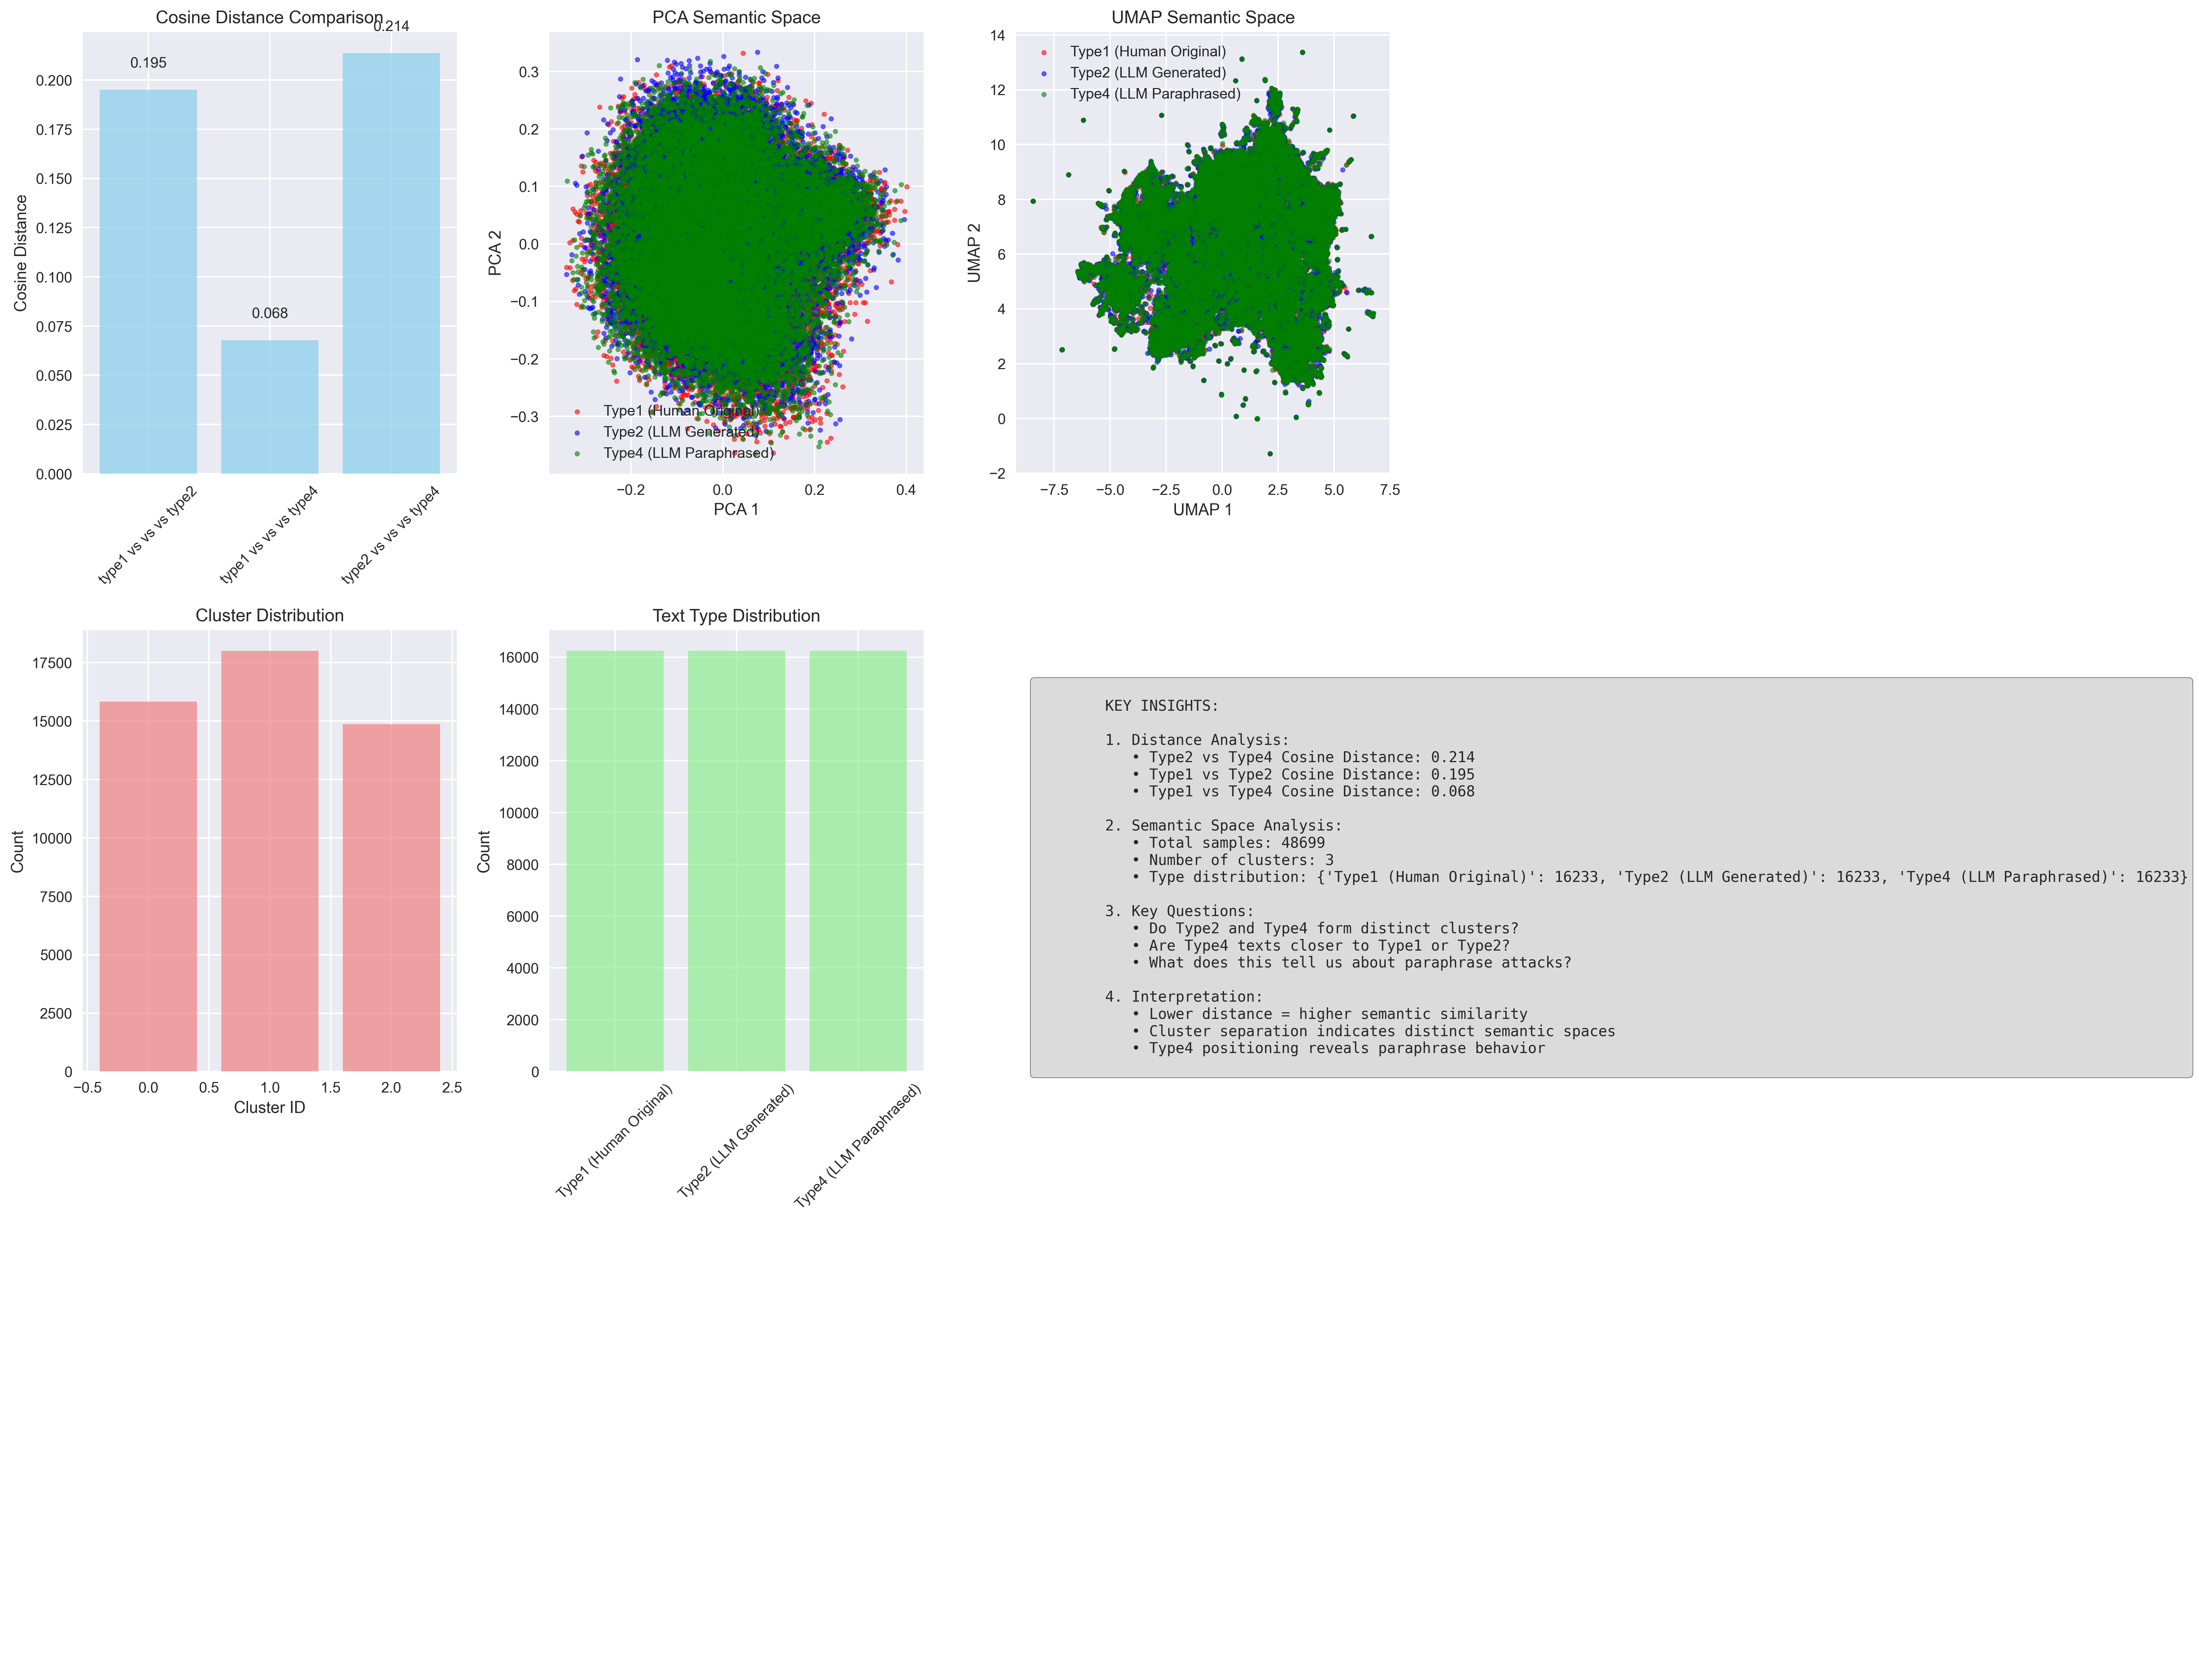 Cosine Distance Comparison
0.195
0.068
0.214
0.200
0.175
0.150
0.125
0.100
0.075
0.050
0.025
0.000
Cosine Distance
type1 vs vs vs type2
type1 vs vs vs type4
type2 vs vs vs type4
PCA Semantic Space
0.3
0.2
0.1
0.0
−0.1
−0.2
−0.3
PCA 2
Type1 (Human Original)
Type2 (LLM Generated)
Type4 (LLM Paraphrased)
−0.2
0.0
0.2
0.4
PCA 1
UMAP Semantic Space
14
12
10
8
6
4
2
0
−2
UMAP 2
Type1 (Human Original)
Type2 (LLM Generated)
Type4 (LLM Paraphrased)
−7.5
−5.0
−2.5
0.0
2.5
5.0
7.5
UMAP 1
Cluster Distribution
17500
15000
12500
10000
7500
5000
2500
0
Count
−0.5
0.0
0.5
1.0
1.5
2.0
2.5
Cluster ID
Text Type Distribution
16000
14000
12000
10000
8000
6000
4000
2000
0
Count
Type1 (Human Original)
Type2 (LLM Generated)
Type4 (LLM Paraphrased)
KEY INSIGHTS:
1. Distance Analysis:
• Type2 vs Type4 Cosine Distance: 0.214
• Type1 vs Type2 Cosine Distance: 0.195
• Type1 vs Type4 Cosine Distance: 0.068
2. Semantic Space Analysis:
• Total samples: 48699
• Number of clusters: 3
• Type distribution: {'Type1 (Human Original)': 16233, 'Type2 (LLM Generated)': 16233, 'Type4 (LLM Paraphrased)': 16233}
3. Key Questions:
• Do Type2 and Type4 form distinct clusters?
• Are Type4 texts closer to Type1 or Type2?
• What does this tell us about paraphrase attacks?
4. Interpretation:
• Lower distance = higher semantic similarity
• Cluster separation indicates distinct semantic spaces
• Type4 positioning reveals paraphrase behavior